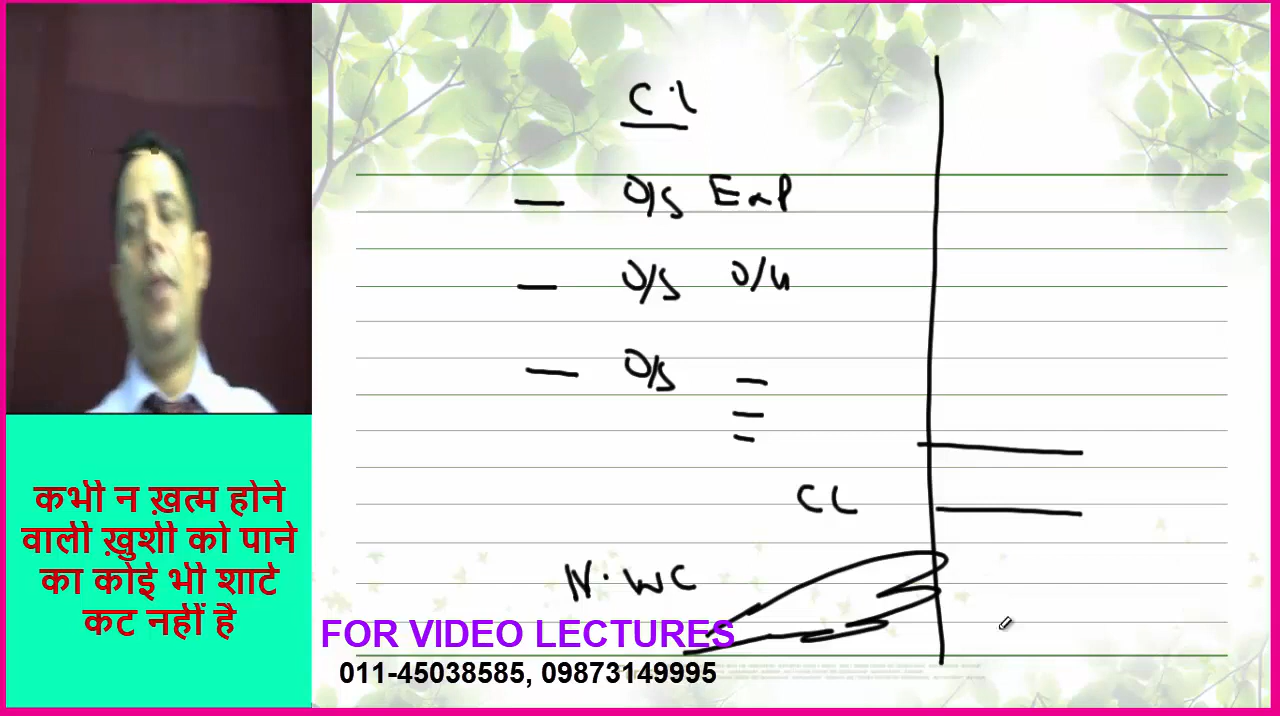 C.L
— O/S Exp
— O/S O/H
— O/S
CL
N. WC
FOR VIDEO LECTURES
011-45038585, 09873149995
कभी न ख़त्म होने
वाली ख़ुशी को पाने
का कोई भी शार्ट
कट नहीं है